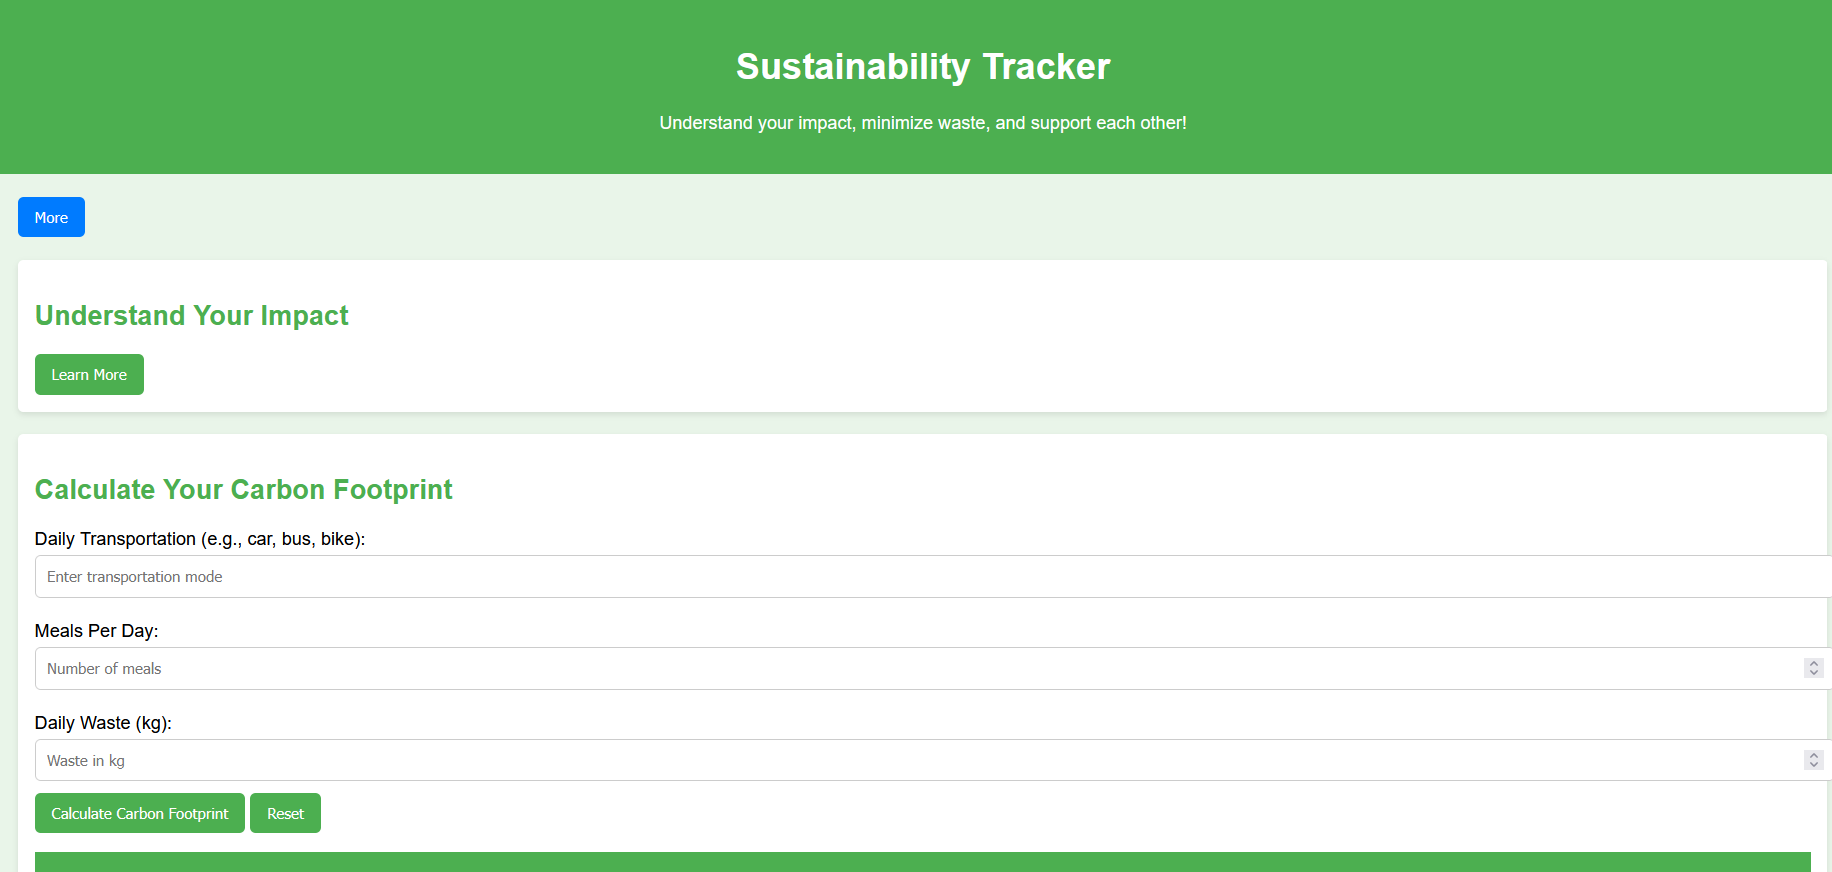 Sustainability Tracker
Understand your impact, minimize waste, and support each other!
More
Understand Your Impact
Learn More
Calculate Your Carbon Footprint
Daily Transportation (e.g., car, bus, bike):
Enter transportation mode
Meals Per Day:
Number of meals
Daily Waste (kg):
Waste in kg
Calculate Carbon Footprint Reset